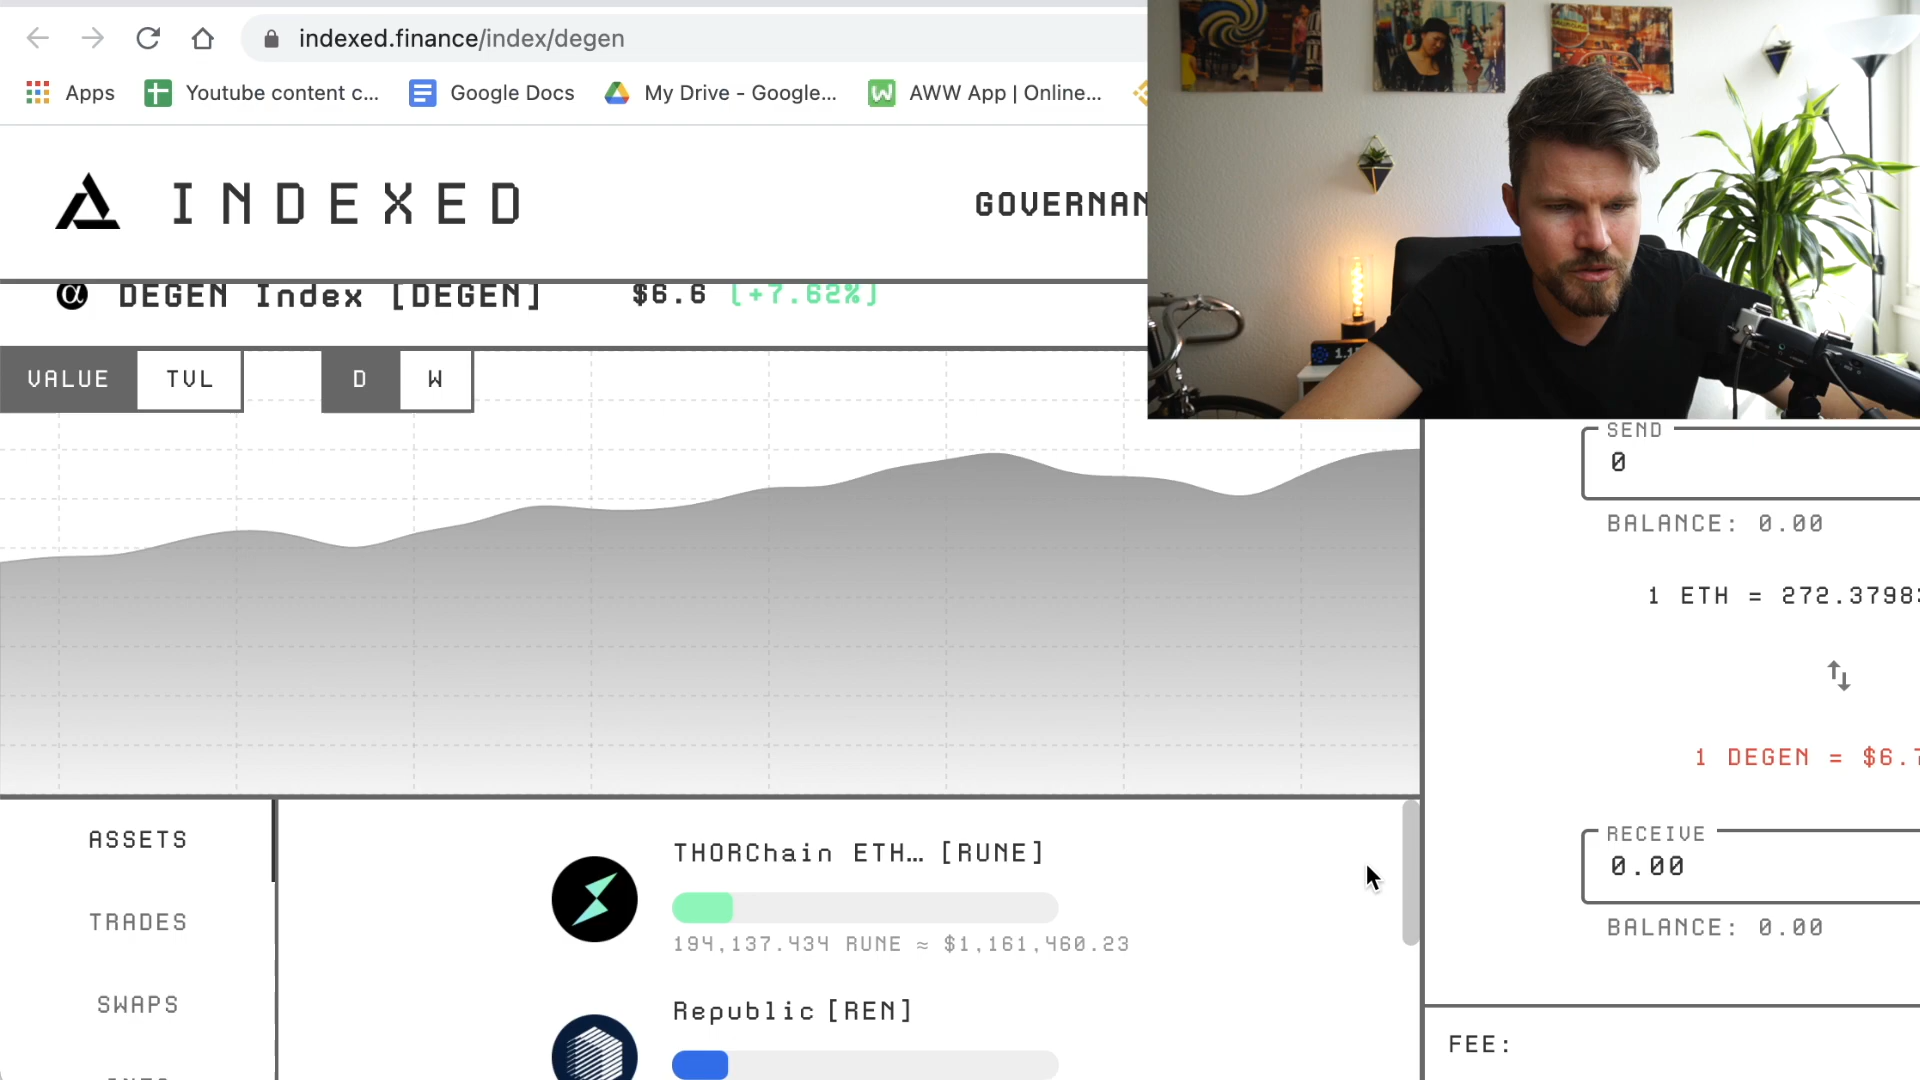 indexed.finance/index/degen
Apps
Youtube content c...
Google Docs
My Drive - Google...
AWW App | Online...
INDEXED
GOVERNAN
DEGEN Index [DEGEN]
$6.6 (+7.62%)
VALUE
TVL
D
W
SEND
0
BALANCE: 0.00
1 ETH = 272.3798
1 DEGEN = $6.7
RECEIVE
0.00
BALANCE: 0.00
FEE:
ASSETS
TRADES
SWAPS
THORChain ETH... [RUNE]
194,137.434 RUNE ≈ $1,161,460.23
Republic [REN]